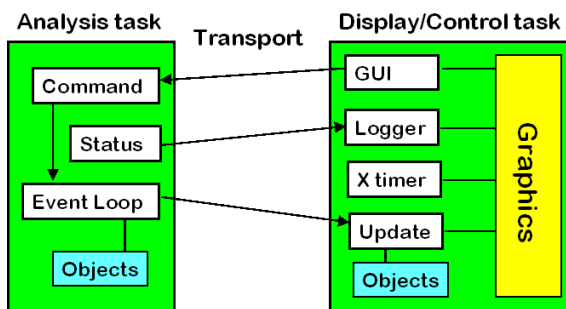 Analysis task
Transport
Display/Control task
Command
Status
Event Loop
Objects
GUI
Logger
X timer
Update
Objects
Graphics